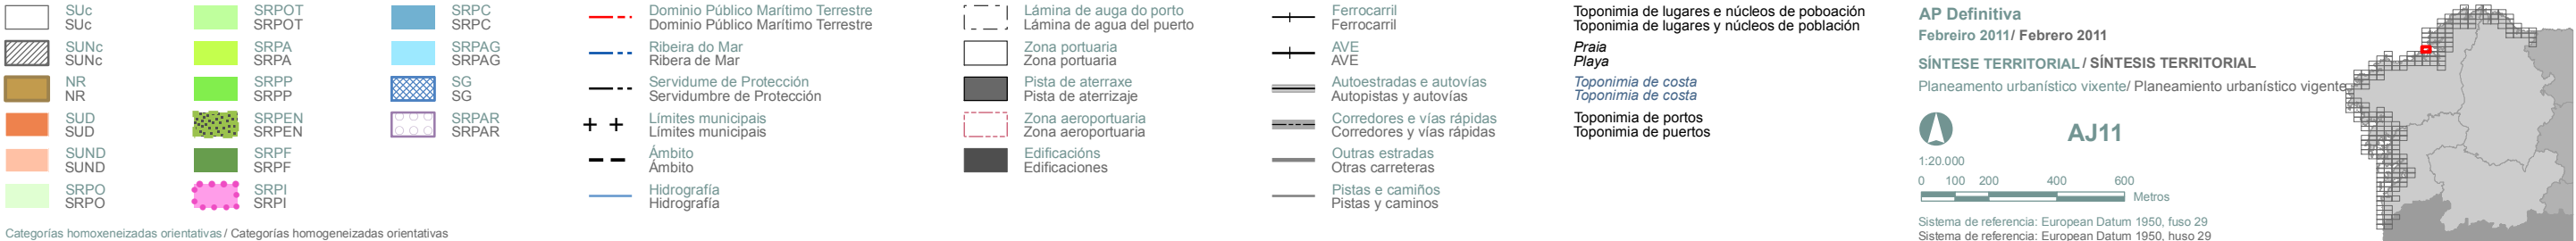 SUc
SUc
SUNc
SUNc
NR
NR
SUD
SUD
SUND
SUND
SRPO
SRPO
SRPOT
SRPOT
SRPA
SRPA
SRPP
SRPP
SRPEN
SRPEN
SRPF
SRPF
SRPI
SRPI
SRPC
SRPC
SRPAG
SRPAG
SG
SG
SRPAR
SRPAR
Categorías homoxeneizadas orientativas / Categorías homogeneizadas orientativas
Dominio Público Marítimo Terrestre
Dominio Público Marítimo Terrestre
Ribeira do Mar
Ribera de Mar
Servidume de Protección
Servidumbre de Protección
Límites municipais
Límites municipais
Ámbito
Ámbito
Hidrografía
Hidrografía
Lámina de auga do porto
Lámina de agua del puerto
Zona portuaria
Zona portuaria
Pista de aterraxe
Pista de aterrizaje
Zona aeroportuaria
Zona aeroportuaria
Edificacións
Edificaciones
Ferrocarril
Ferrocarril
AVE
AVE
Autoestradas e autovías
Autopistas y autovías
Corredores e vías rápidas
Corredores y vías rápidas
Outras estradas
Otras carreteras
Pistas e camiños
Pistas y caminos
Toponimia de lugares e núcleos de poboación
Toponimia de lugares y núcleos de población
Praia
Playa
Toponimia de costa
Toponimia de costa
Toponimia de portos
Toponimia de puertos
AP Definitiva
Febreiro 2011/ Febrero 2011
SÍNTESE TERRITORIAL / SÍNTESIS TERRITORIAL
Planeamento urbanístico vixente/ Planeamiento urbanístico vigente
AJ11
1:20.000
0 100 200 400 600
Metros
Sistema de referencia: European Datum 1950, fuso 29
Sistema de referencia: European Datum 1950, huso 29